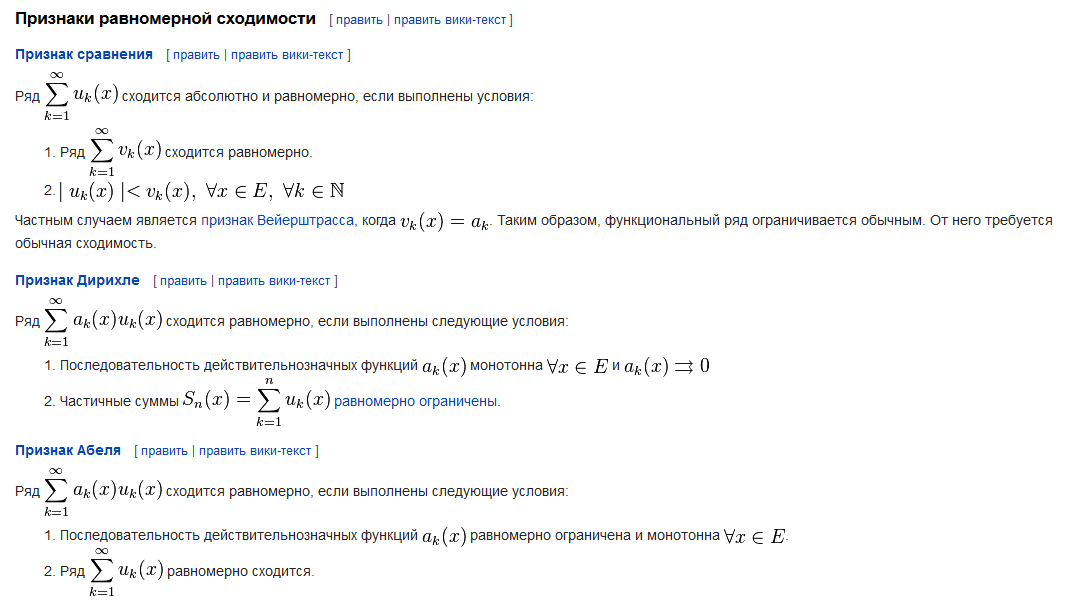 Признаки равномерной сходимости [ править | править вики-текст ]
Признак сравнения [ править | править вики-текст ]
Ряд ∑_{k=1}^{∞} u_k(x) сходится абсолютно и равномерно, если выполнены условия:
1. Ряд ∑_{k=1}^{∞} v_k(x) сходится равномерно.
2. | u_k(x) |< v_k(x), ∀x ∈ E, ∀k ∈ ℕ
Частным случаем является признак Вейерштрасса, когда v_k(x) = a_k. Таким образом, функциональный ряд ограничивается обычным. От него требуется
обычная сходимость.
Признак Дирихле [ править | править вики-текст ]
Ряд ∑_{k=1}^{∞} a_k(x)u_k(x) сходится равномерно, если выполнены следующие условия:
1. Последовательность действительнозначных функций a_k(x) монотонна ∀x ∈ E и a_k(x) ⇉ 0
2. Частичные суммы S_n(x) = ∑_{k=1}^{n} u_k(x) равномерно ограничены.
Признак Абеля [ править | править вики-текст ]
Ряд ∑_{k=1}^{∞} a_k(x)u_k(x) сходится равномерно, если выполнены следующие условия:
1. Последовательность действительнозначных функций a_k(x) равномерно ограничена и монотонна ∀x ∈ E.
2. Ряд ∑_{k=1}^{∞} u_k(x) равномерно сходится.